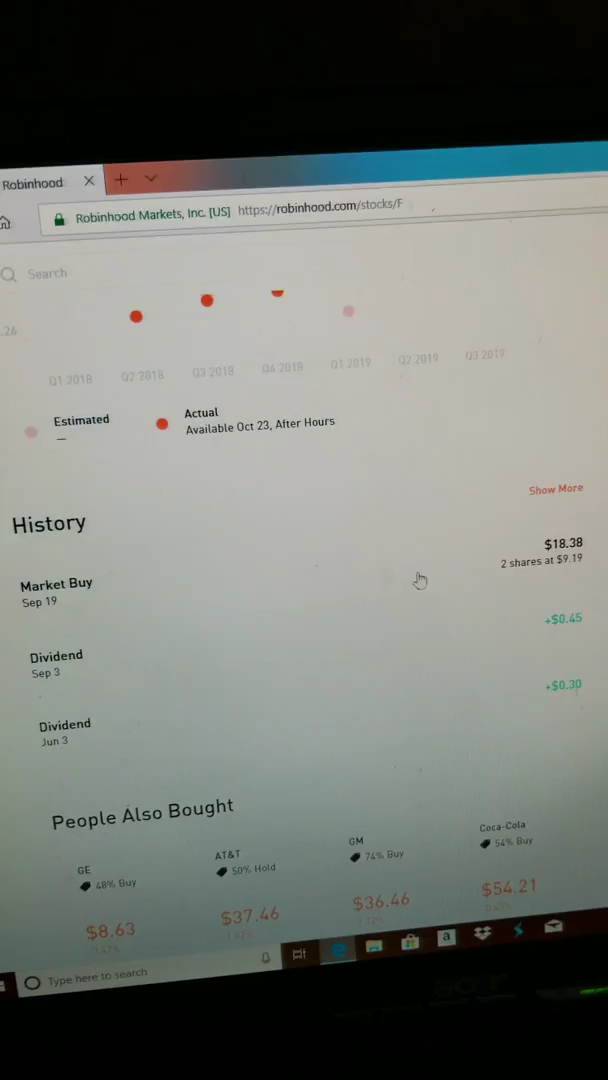 Robinhood
Robinhood Markets, Inc. [US] https://robinhood.com/stocks/F
Search
.26
Q1 2018 Q2 2018 Q3 2018 Q4 2018 Q1 2019 Q2 2019 Q3 2019
Estimated
—
Actual
Available Oct 23, After Hours
Show More
History
Market Buy
Sep 19
$18.38
2 shares at $9.19
Dividend
Sep 3
+$0.45
Dividend
Jun 3
+$0.30
People Also Bought
GE
48% Buy
$8.63
AT&T
50% Hold
$37.46
GM
74% Buy
$36.46
Coca-Cola
54% Buy
$54.21
Type here to search
acer